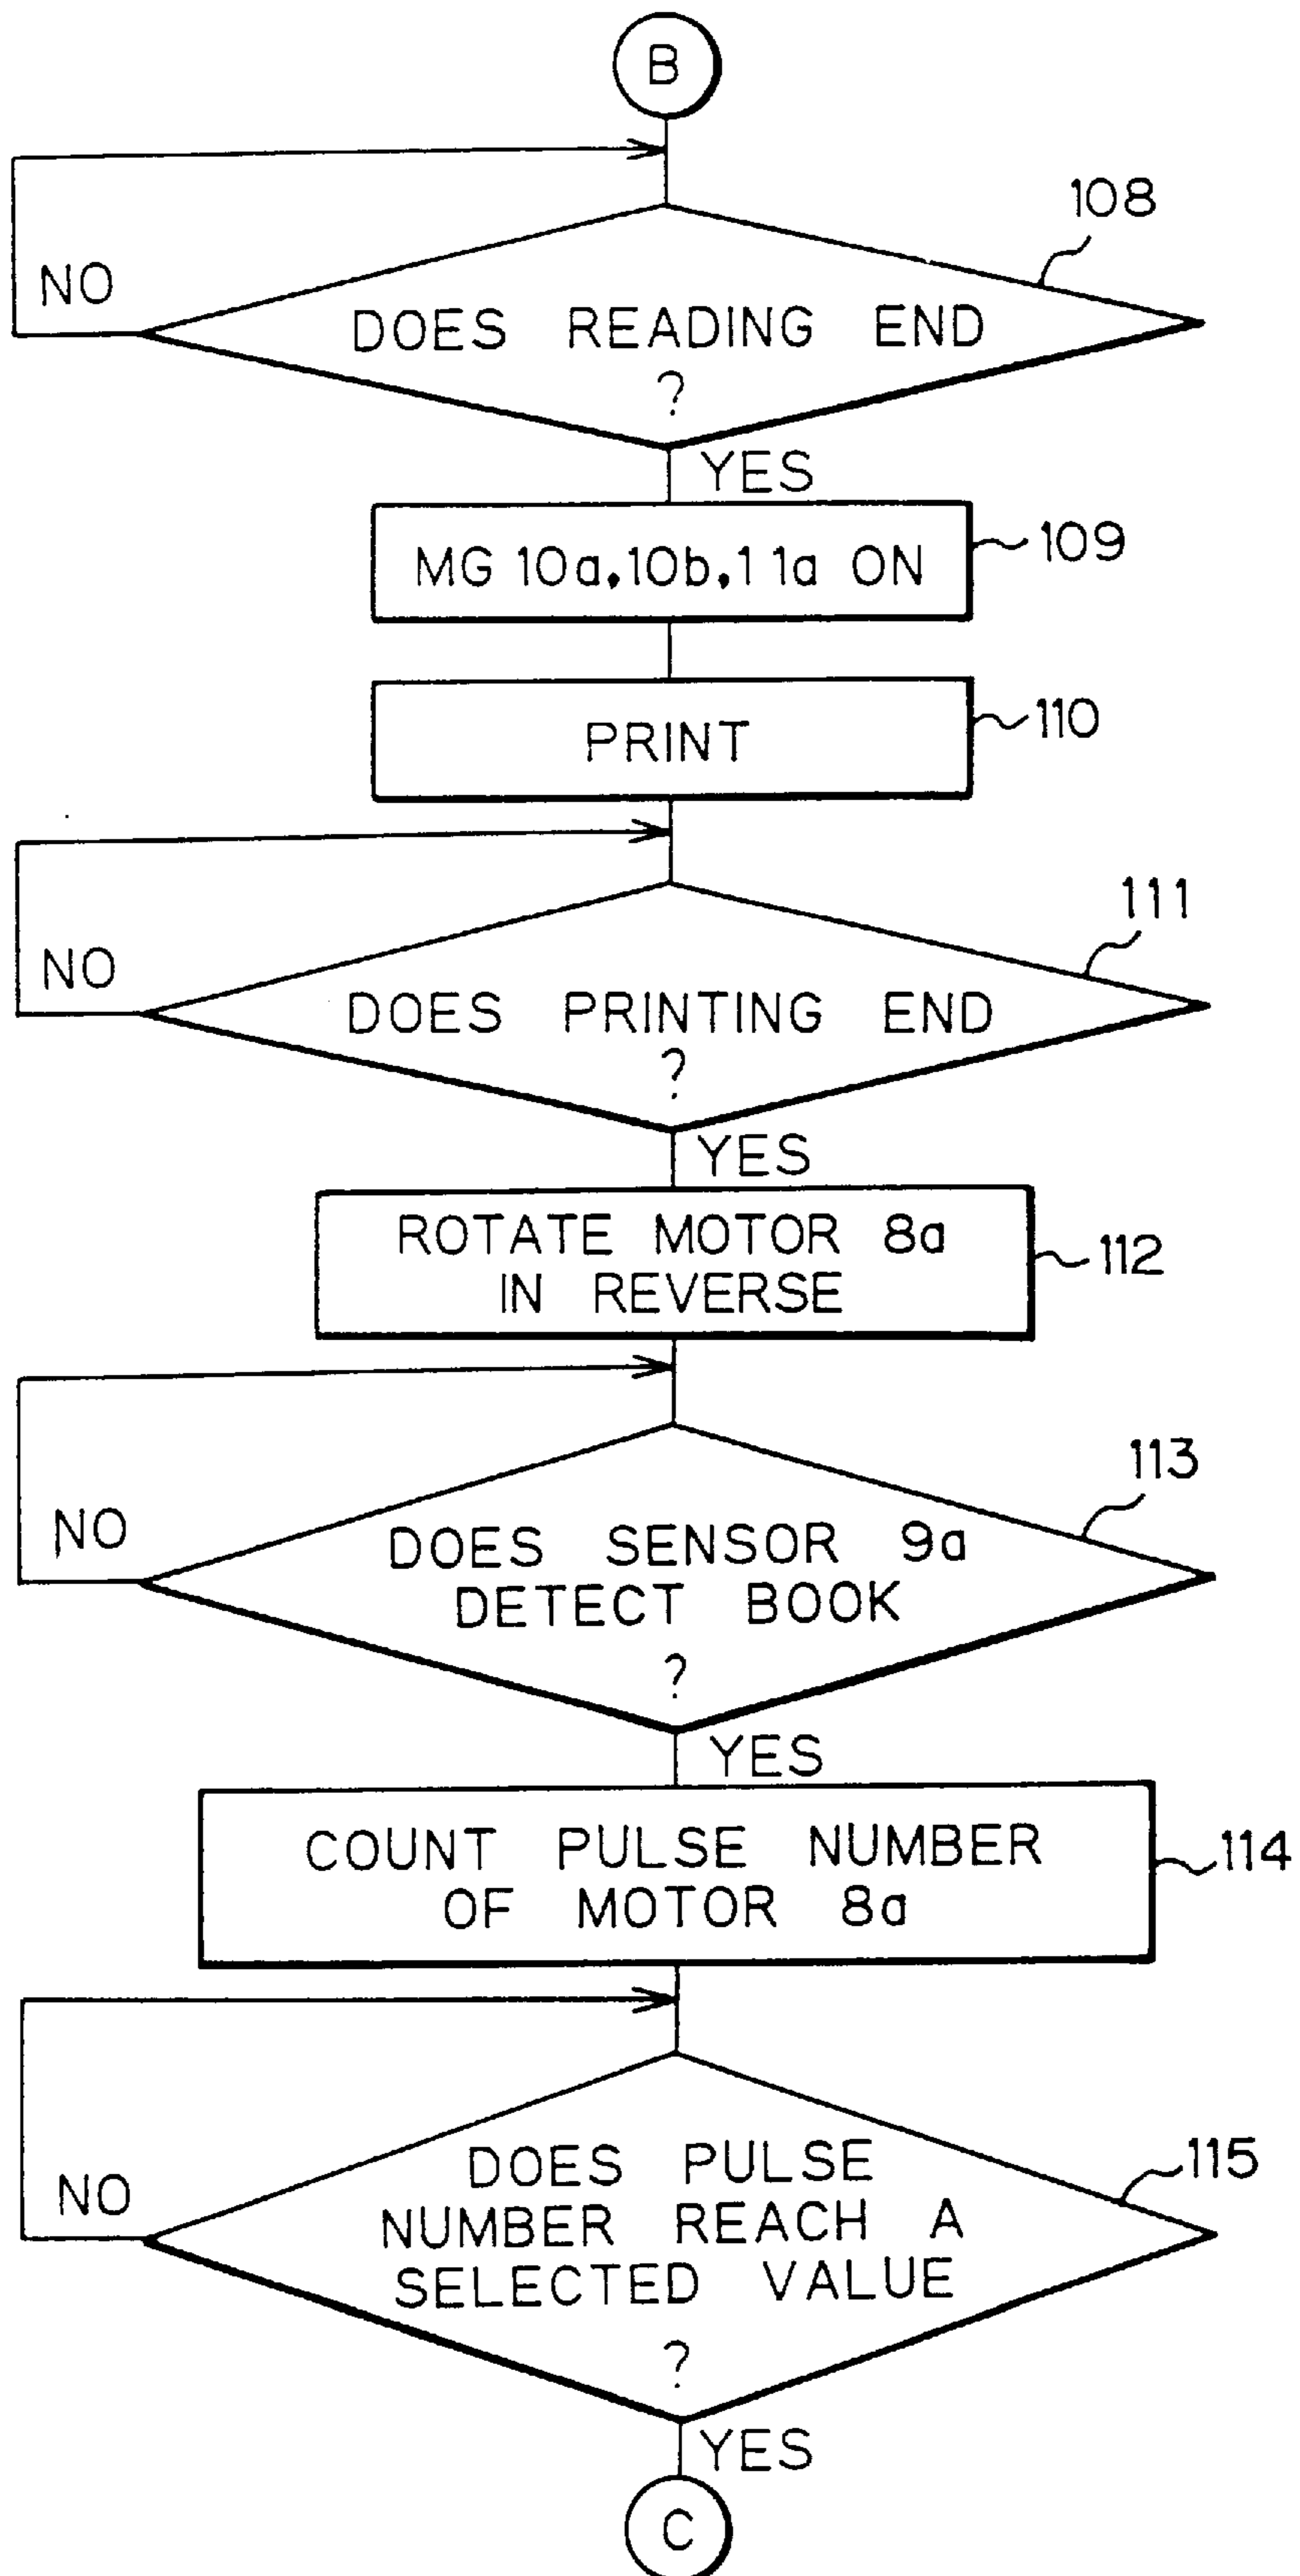 B
108
NO
DOES READING END
?
YES
MG 10a,10b,11a ON
109
PRINT
110
111
NO
DOES PRINTING END
?
YES
ROTATE MOTOR 8a
IN REVERSE
112
113
NO
DOES SENSOR 9a
DETECT BOOK
?
YES
COUNT PULSE NUMBER
OF MOTOR 8a
114
115
NO
DOES PULSE
NUMBER REACH A
SELECTED VALUE
?
YES
C